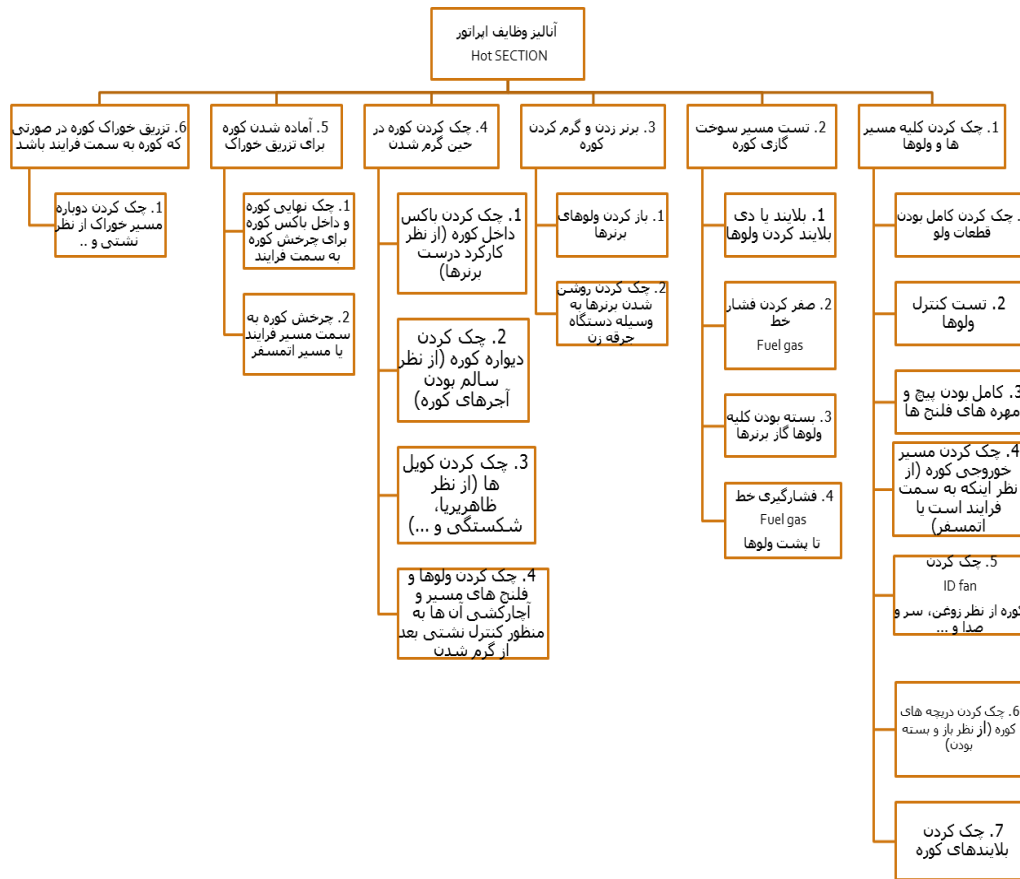 آنالیز وظایف اپراتور
Hot SECTION
1. چک کردن کلیه مسیر
ها و ولوها
. چک کردن کامل بودن
قطعات ولو
2. تست کنترل
ولوها
3. کامل بودن پیچ و
مهره های فلنج ها
4. چک کردن مسیر
خوروجی کوره (از
نظر اینکه به سمت
فرایند است یا
اتمسفر)
5. چک کردن
ID fan
کوره از نظر زوغن، سر و
صدا و ...
6. چک کردن دریچه های
کوره (از نظر باز و بسته
بودن)
7. چک کردن
بلایندهای کوره
2. تست مسیر سوخت
گازی کوره
1. بلایند یا دی
بلایند کردن ولوها
2. صفر کردن فشار
خط
Fuel gas
3. بسته بودن کلیه
ولوها گاز برنرها
4. فشارگیری خط
Fuel gas
تا پشت ولوها
3. برنر زدن و گرم کردن
کوره
1. باز کردن ولوهای
برنرها
2. چک کردن روشن
شدن برنرها به
وسیله دستگاه
جرقه زن
4. چک کردن کوره در
حین گرم شدن
1. چک کردن باکس
داخل کوره (از نظر
کارکرد درست
برنرها)
2. چک کردن
دیواره کوره (از نظر
سالم بودن
آجرهای کوره)
3. چک کردن کویل
ها (از نظر
ظاهریریا،
شکستگی و ...)
4. چک کردن ولوها و
فلنج های مسیر و
آچارکشی آن ها به
منظور کنترل نشتی بعد
از گرم شدن
5. آماده شدن کوره
برای تزریق خوراک
1. چک نهایی کوره
و داخل باکس کوره
برای چرخش کوره
به سمت فرایند
2. چرخش کوره به
سمت مسیر فرایند
یا مسیر اتمسفر
6. تزریق خوراک کوره در صورتی
که کوره به سمت فرایند باشد
1. چک کردن دوباره
مسیر خوراک از نظر
نشتی و ..